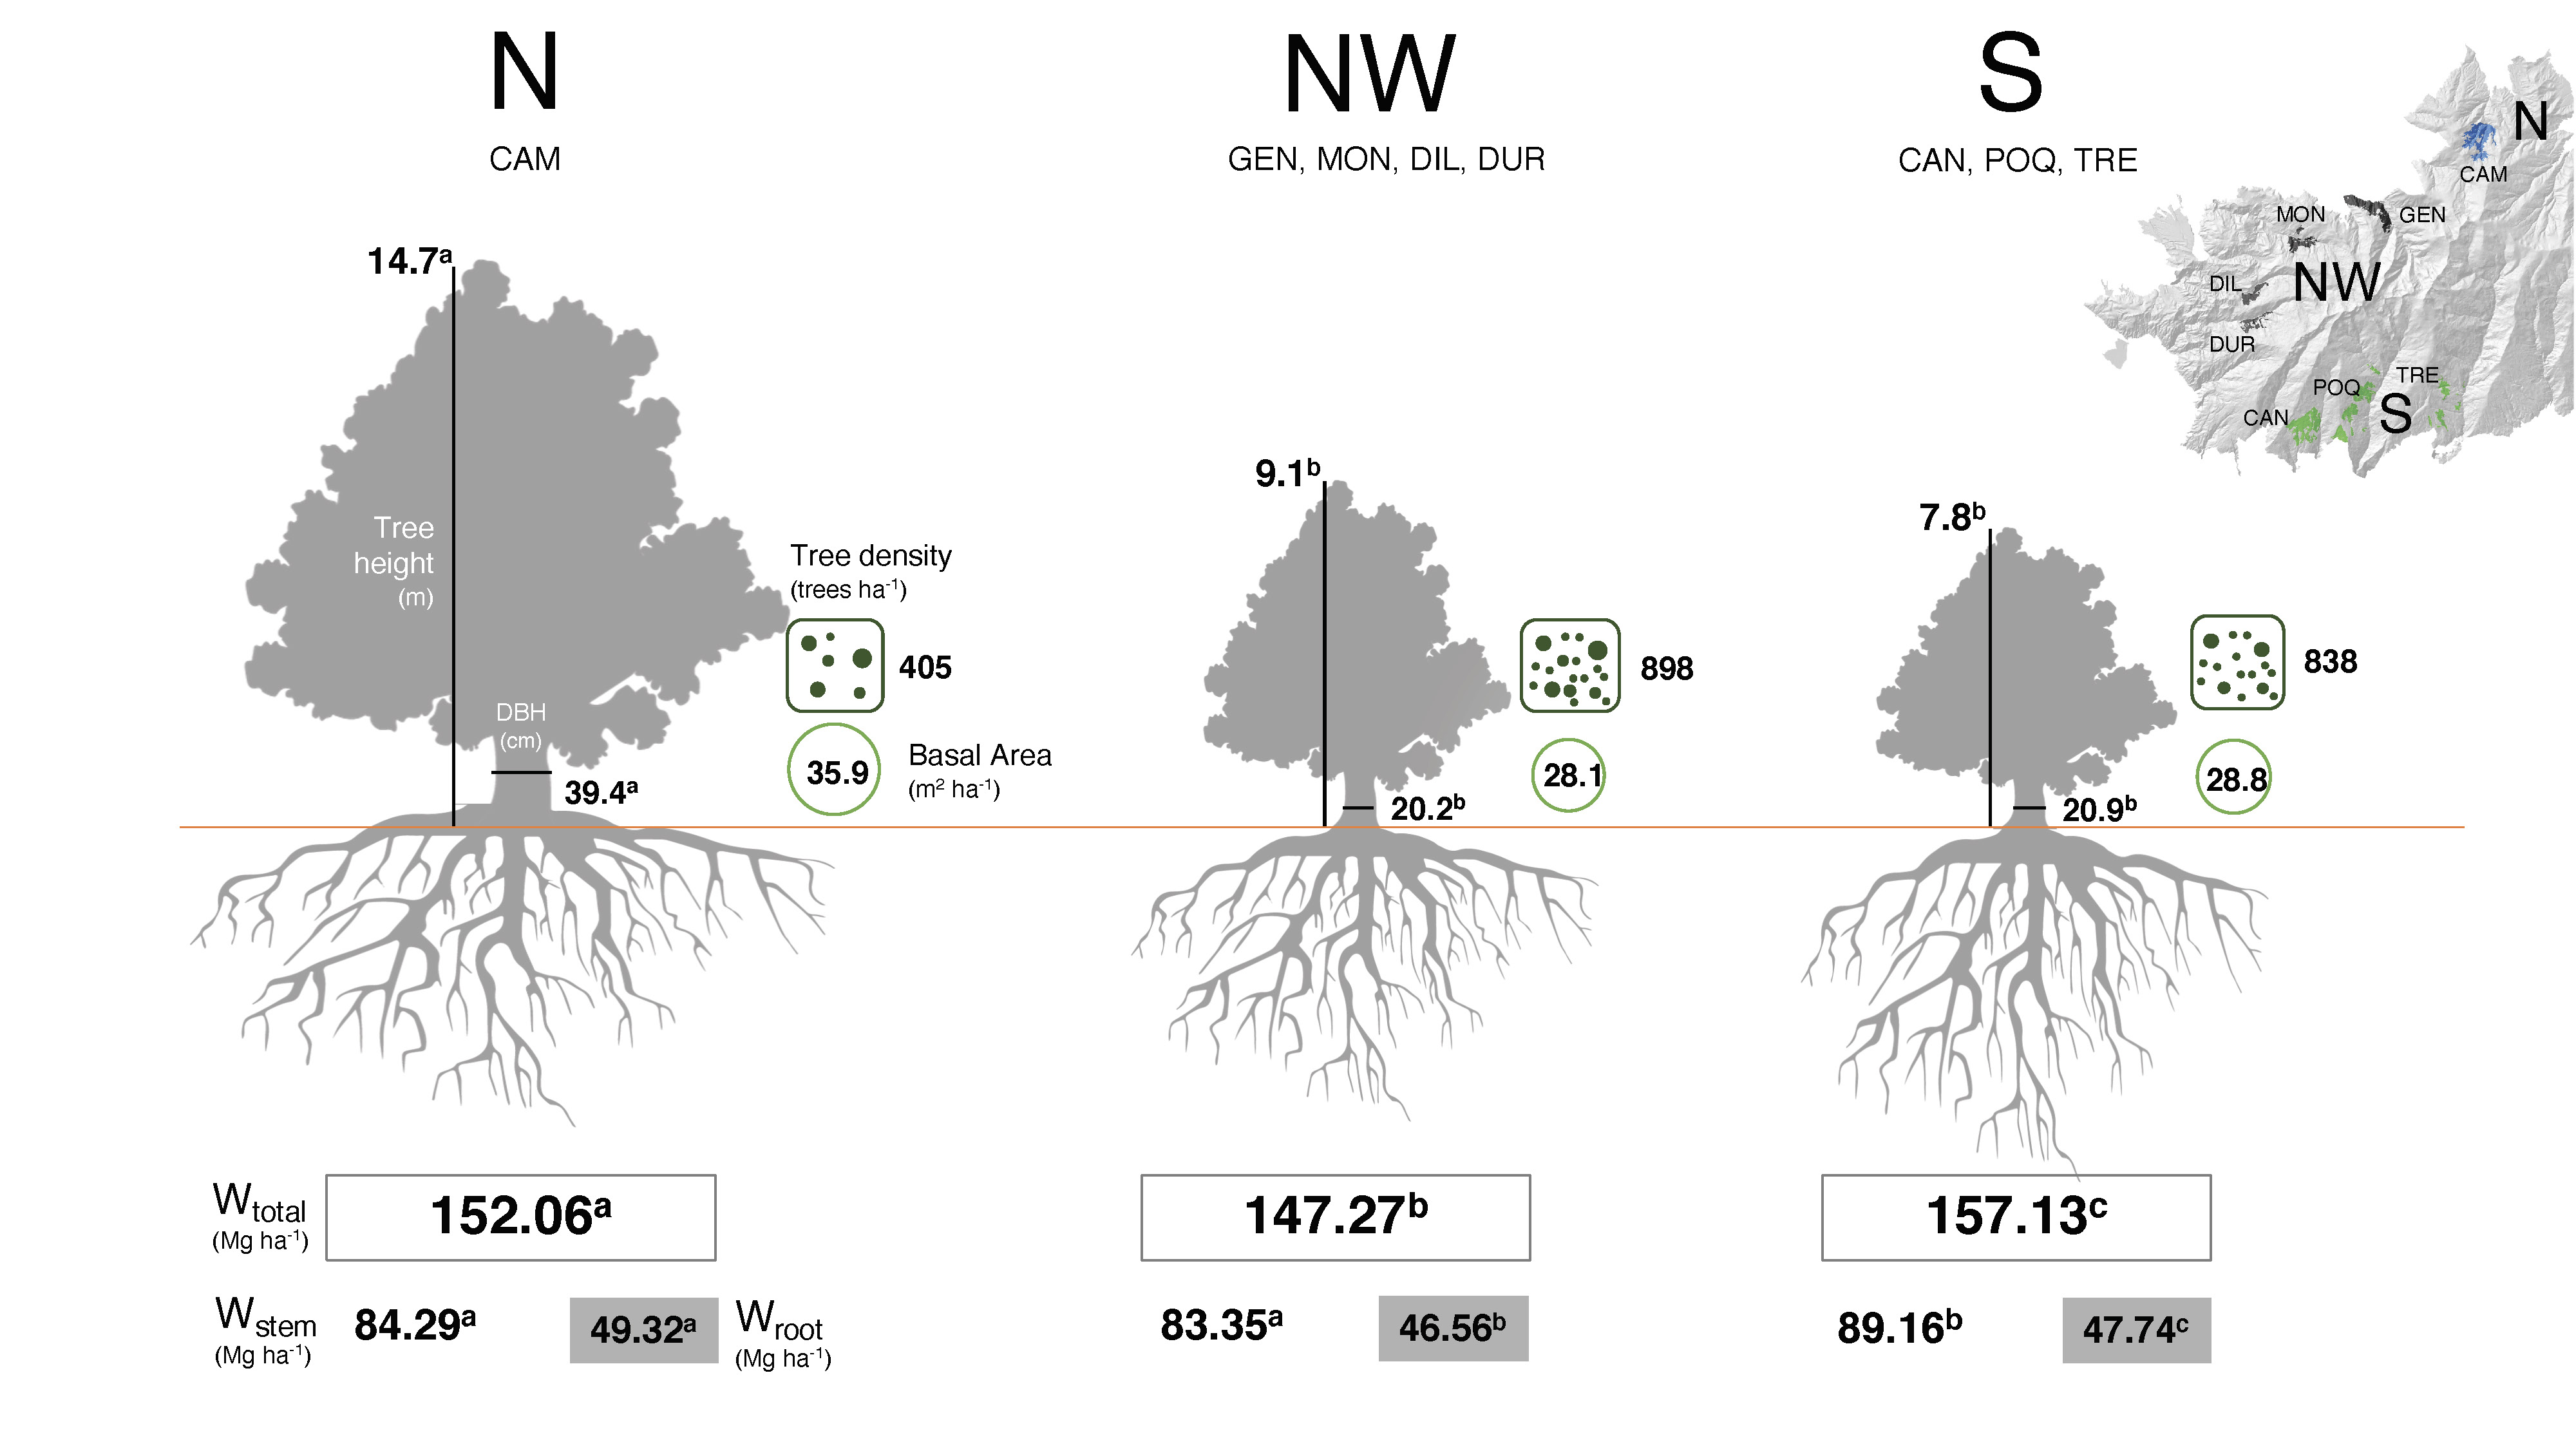 N
CAM
14.7ᵃ
Tree
height
(m)
DBH
(cm)
39.4ᵃ
Tree density
(trees ha⁻¹)
405
35.9
Basal Area
(m² ha⁻¹)
NW
GEN, MON, DIL, DUR
9.1ᵇ
898
28.1
20.2ᵇ
S
CAN, POQ, TRE
7.8ᵇ
838
28.8
20.9ᵇ
N
CAM
MON
GEN
DIL
NW
DUR
POQ
TRE
CAN
S
Wtotal
(Mg ha⁻¹)
152.06ᵃ
147.27ᵇ
157.13ᶜ
Wstem
(Mg ha⁻¹)
84.29ᵃ
49.32ᵃ
Wroot
(Mg ha⁻¹)
83.35ᵃ
46.56ᵇ
89.16ᵇ
47.74ᶜ